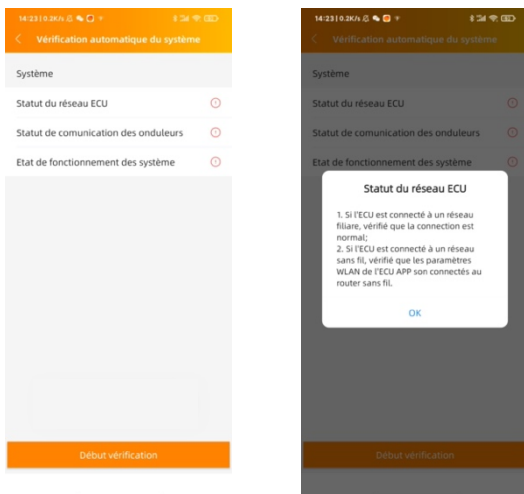 14:23 | 0.2K/s
Vérification automatique du système
Système
Statut du réseau ECU
Statut de comunication des onduleurs
Etat de fonctionnement des système
Début vérification
14:23 | 0.2K/s
Vérification automatique du système
Système
Statut du réseau ECU
Statut de comunication des onduleurs
Etat de fonctionnement des système
Statut du réseau ECU
1. Si l'ECU est connecté à un réseau
filiare, vérifié que la connection est
normal;
2. Si l'ECU est connecté à un réseau
sans fil, vérifié que les paramètres
WLAN de l'ECU APP son connectés au
router sans fil.
OK
Début vérification